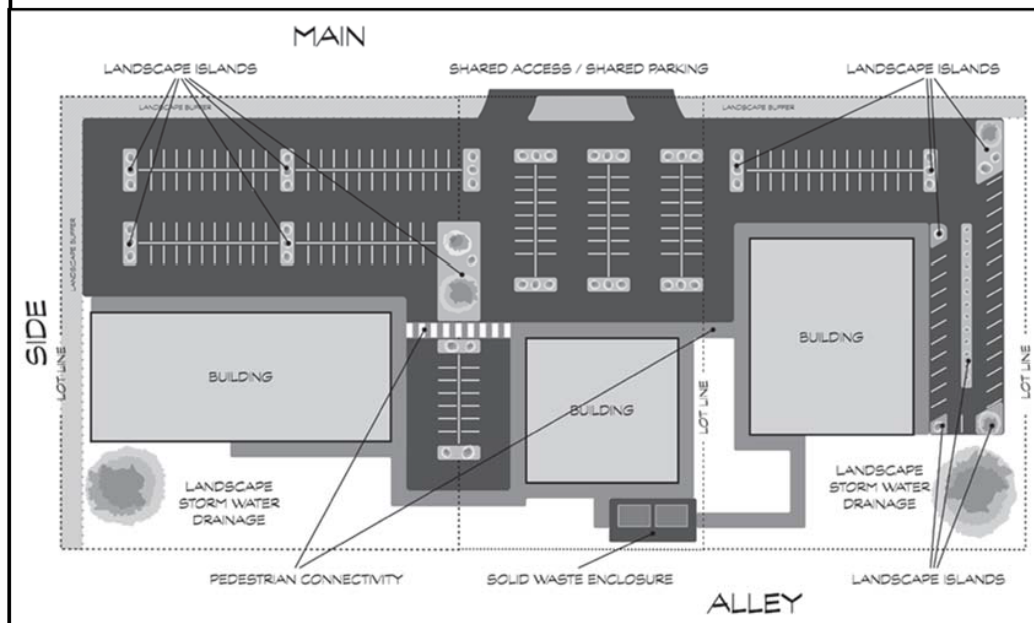 MAIN
LANDSCAPE ISLANDS
SHARED ACCESS / SHARED PARKING
LANDSCAPE ISLANDS
LANDSCAPE BUFFER
LANDSCAPE BUFFER
LANDSCAPE BUFFER
SIDE
LOT LINE
BUILDING
BUILDING
BUILDING
LOT LINE
LOT LINE
LANDSCAPE
STORM WATER
DRAINAGE
LANDSCAPE
STORM WATER
DRAINAGE
PEDESTRIAN CONNECTIVITY
SOLID WASTE ENCLOSURE
LANDSCAPE ISLANDS
ALLEY